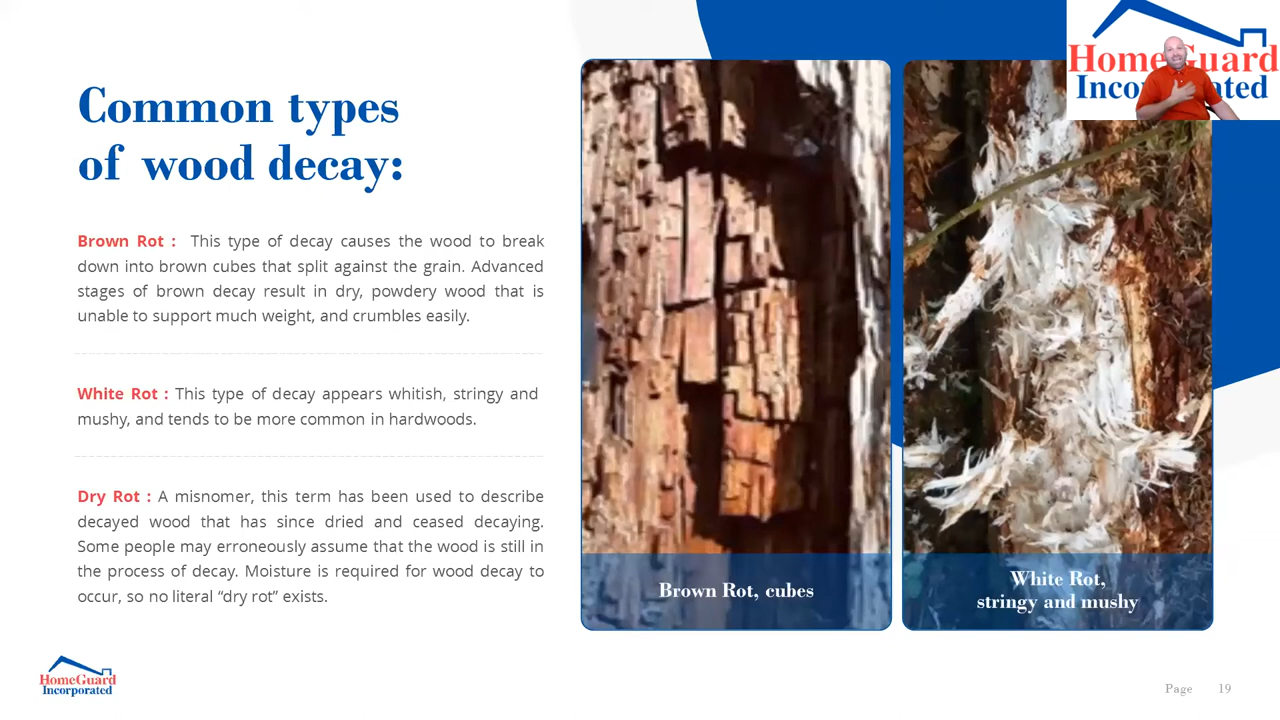 Common types
of wood decay:
Brown Rot : This type of decay causes the wood to break
down into brown cubes that split against the grain. Advanced
stages of brown decay result in dry, powdery wood that is
unable to support much weight, and crumbles easily.
White Rot : This type of decay appears whitish, stringy and
mushy, and tends to be more common in hardwoods.
Dry Rot : A misnomer, this term has been used to describe
decayed wood that has since dried and ceased decaying.
Some people may erroneously assume that the wood is still in
the process of decay. Moisture is required for wood decay to
occur, so no literal “dry rot” exists.
Brown Rot, cubes
White Rot,
stringy and mushy
HomeGuard
Incorporated
HomeGuard
Incorporated
Page 19